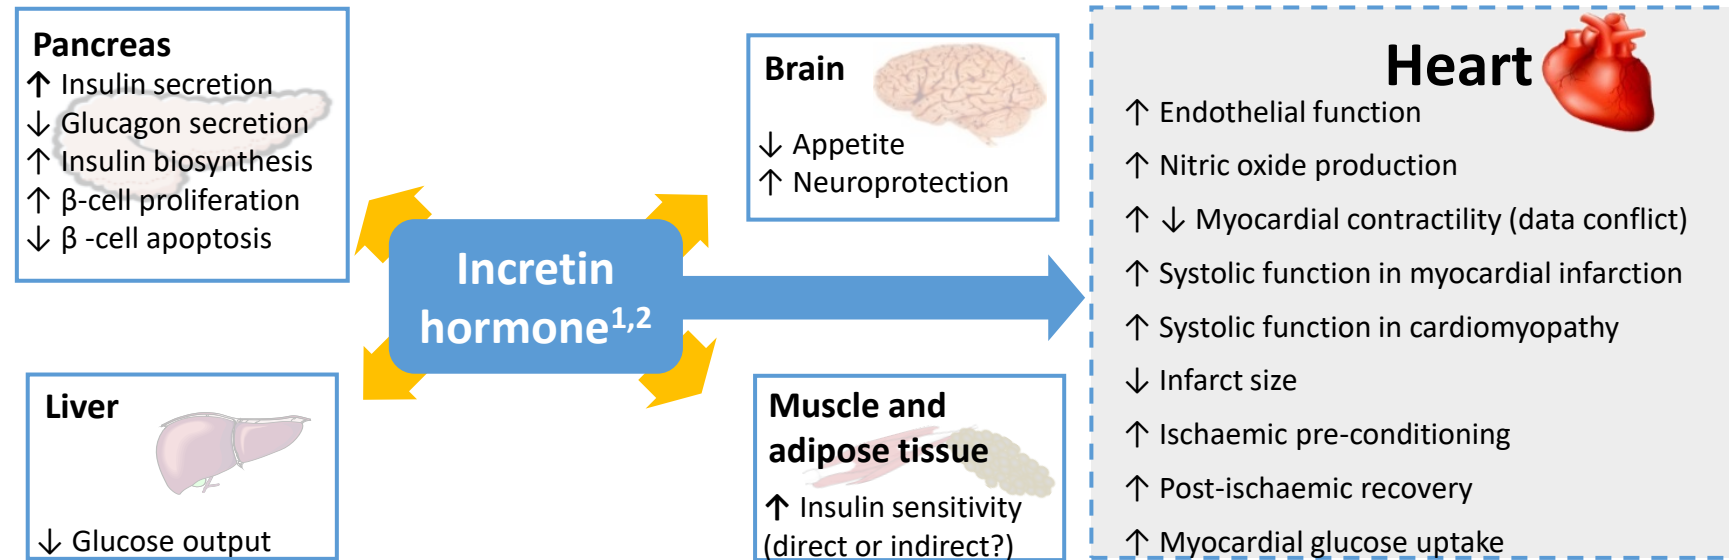 Pancreas
↑ Insulin secretion
↓ Glucagon secretion
↑ Insulin biosynthesis
↑ β-cell proliferation
↓ β -cell apoptosis
Brain
↓ Appetite
↑ Neuroprotection
Incretin
hormone1,2
Liver
↓ Glucose output
Muscle and
adipose tissue
↑ Insulin sensitivity
(direct or indirect?)
Heart
↑ Endothelial function
↑ Nitric oxide production
↑ ↓ Myocardial contractility (data conflict)
↑ Systolic function in myocardial infarction
↑ Systolic function in cardiomyopathy
↓ Infarct size
↑ Ischaemic pre-conditioning
↑ Post-ischaemic recovery
↑ Myocardial glucose uptake